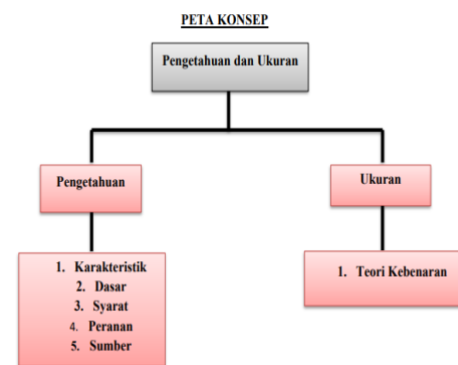 PETA KONSEP
Pengetahuan dan Ukuran
Pengetahuan
Ukuran
1. Karakteristik
2. Dasar
3. Syarat
4. Peranan
5. Sumber
1. Teori Kebenaran